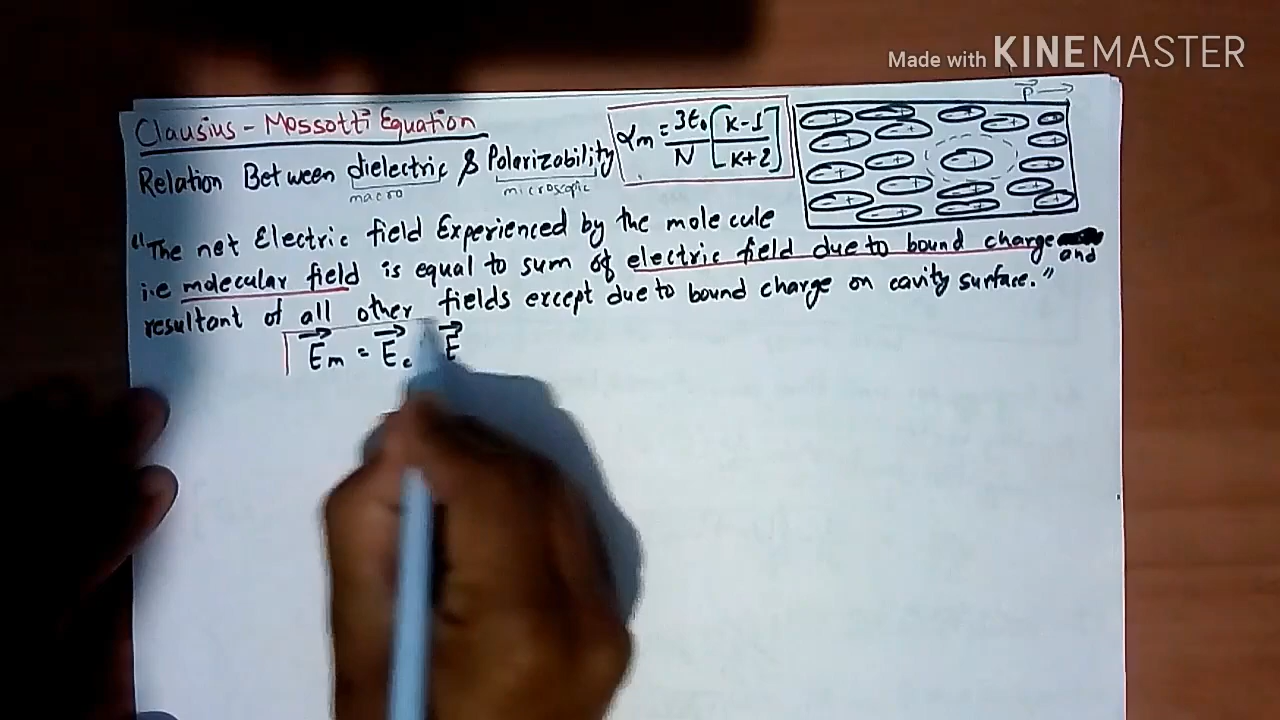 Made with KINEMASTER
Clausius - Mossotti Equation
αm = 3ε₀/N [K-1/K+2]
P →
Relation Between dielectric & Polarizability
macro microscopic
"The net Electric field Experienced by the molecule
i.e molecular field is equal to sum of electric field due to bound charge and
resultant of all other fields except due to bound charge on cavity surface."
E⃗m = E⃗c E⃗